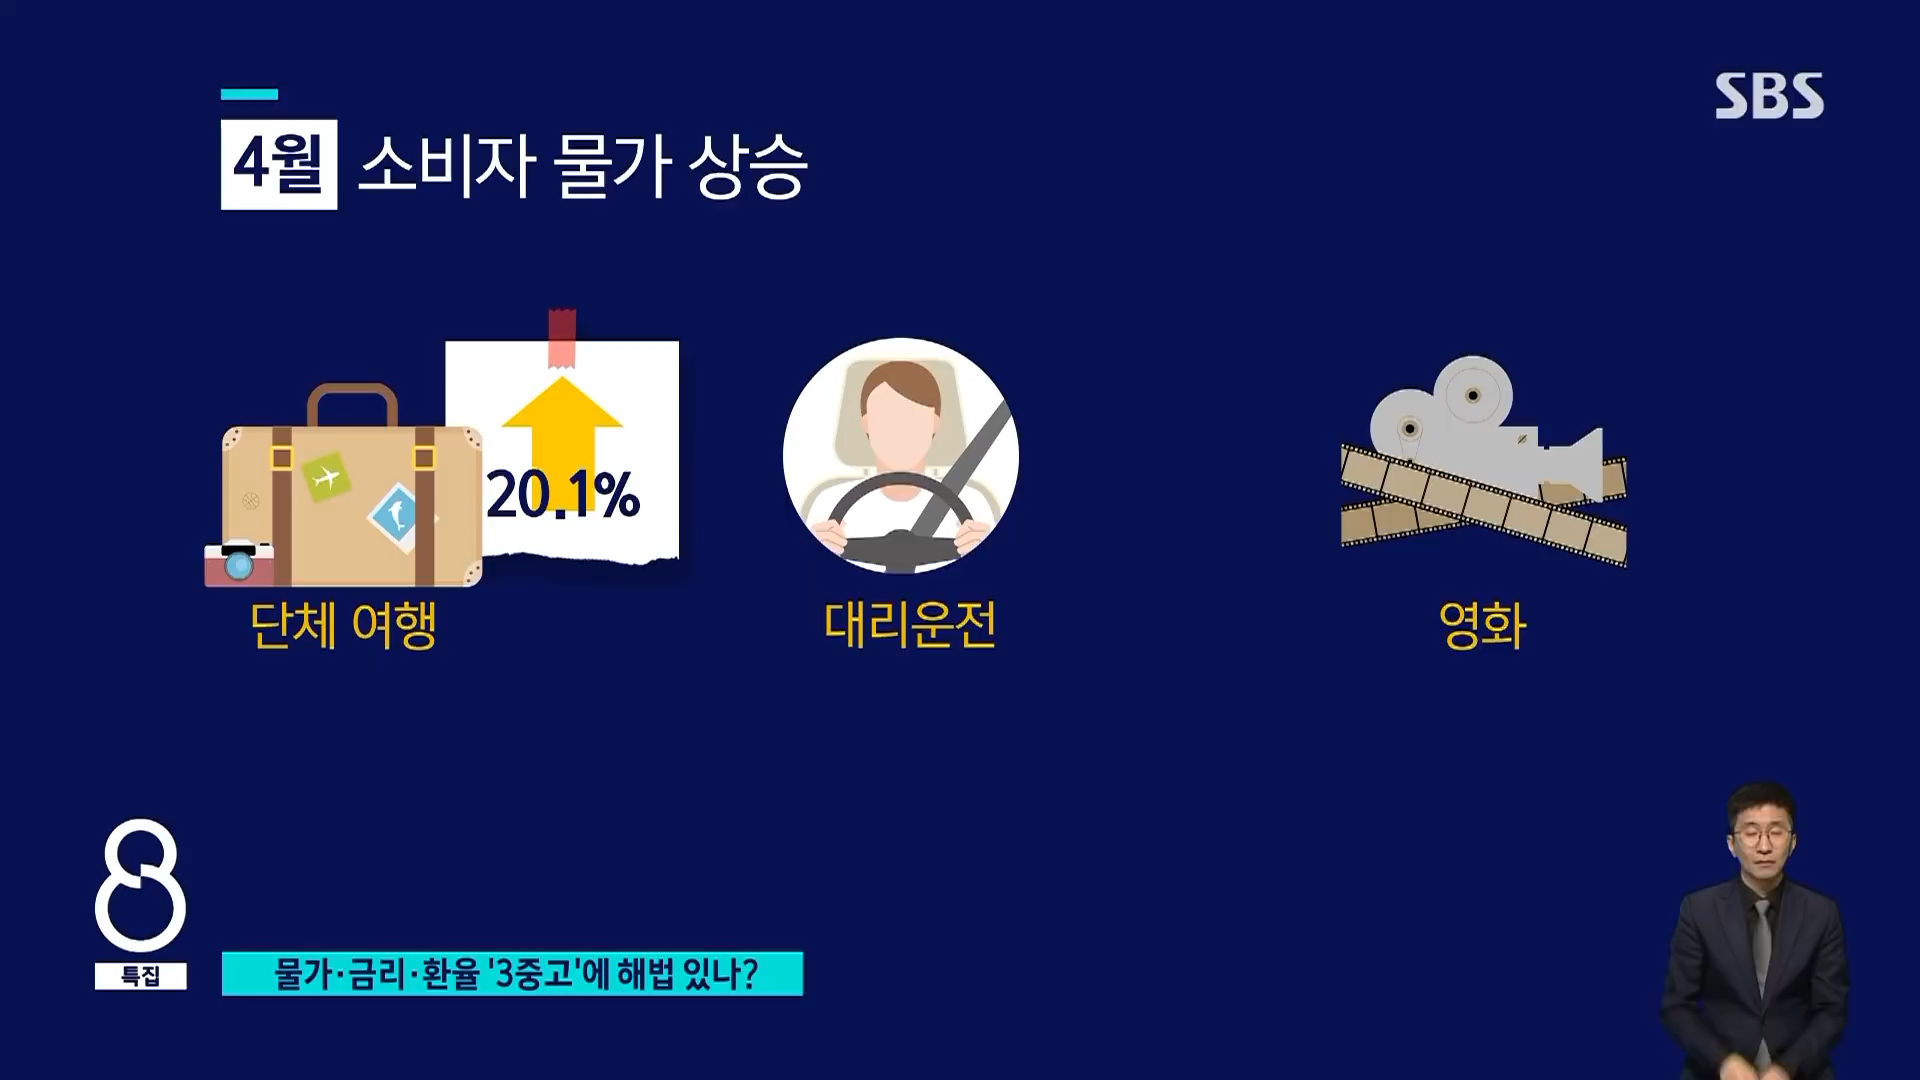 SBS
4월 소비자 물가 상승
20.1%
단체 여행
대리운전
영화
8
특집
물가·금리·환율 '3중고'에 해법 있나?